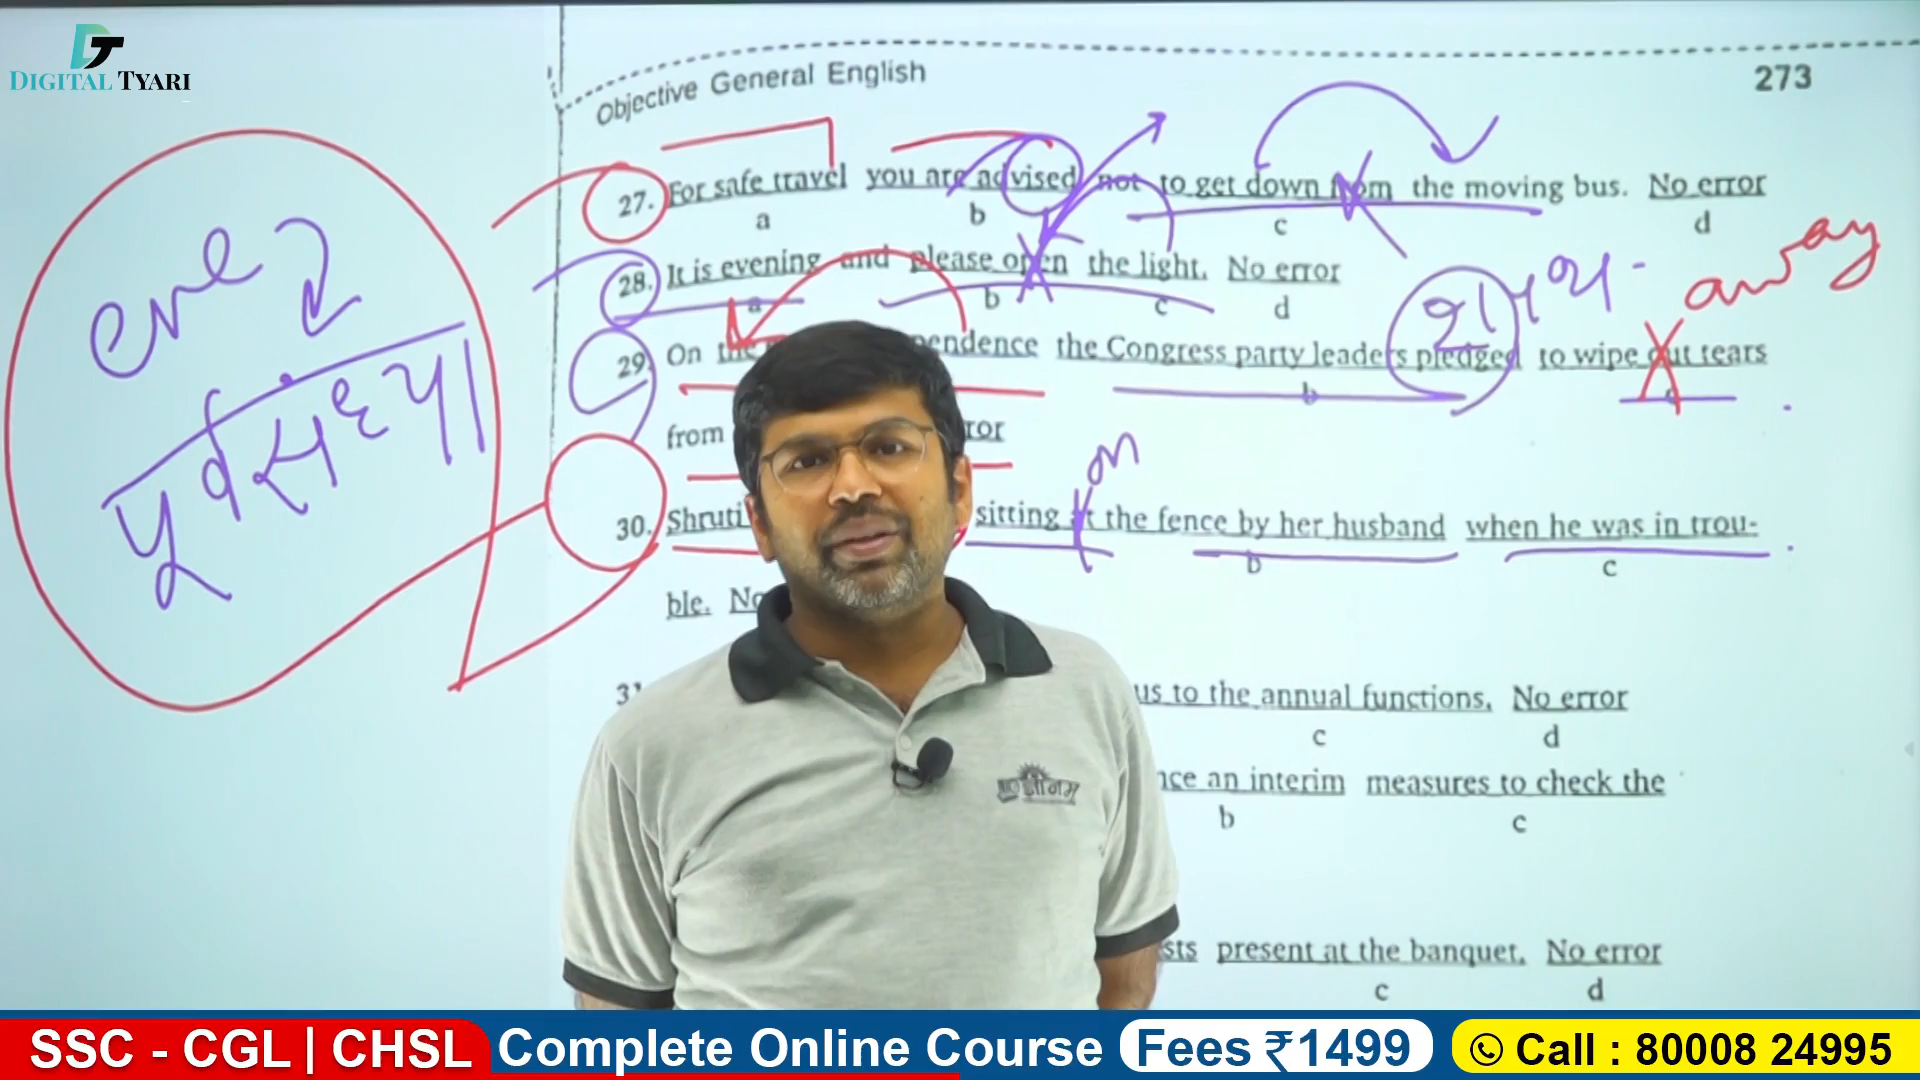 DT
DIGITAL TYARI
Objective General English
273
27. For safe travel you are advised not to get down from the moving bus. No error
a b c d
28. It is evening and please open the light. No error
a b c d
away
शपथ
29. On the pendence the Congress party leaders pledged to wipe out tears
b
from ror
on
30. Shruti sitting at the fence by her husband when he was in trou-
b c
ble. No
eve
पूर्वसंध्या
31 us to the annual functions. No error
c d
nce an interim measures to check the
b c
sts present at the banquet. No error
c d
SSC - CGL | CHSL Complete Online Course Fees ₹1499 Call : 80008 24995